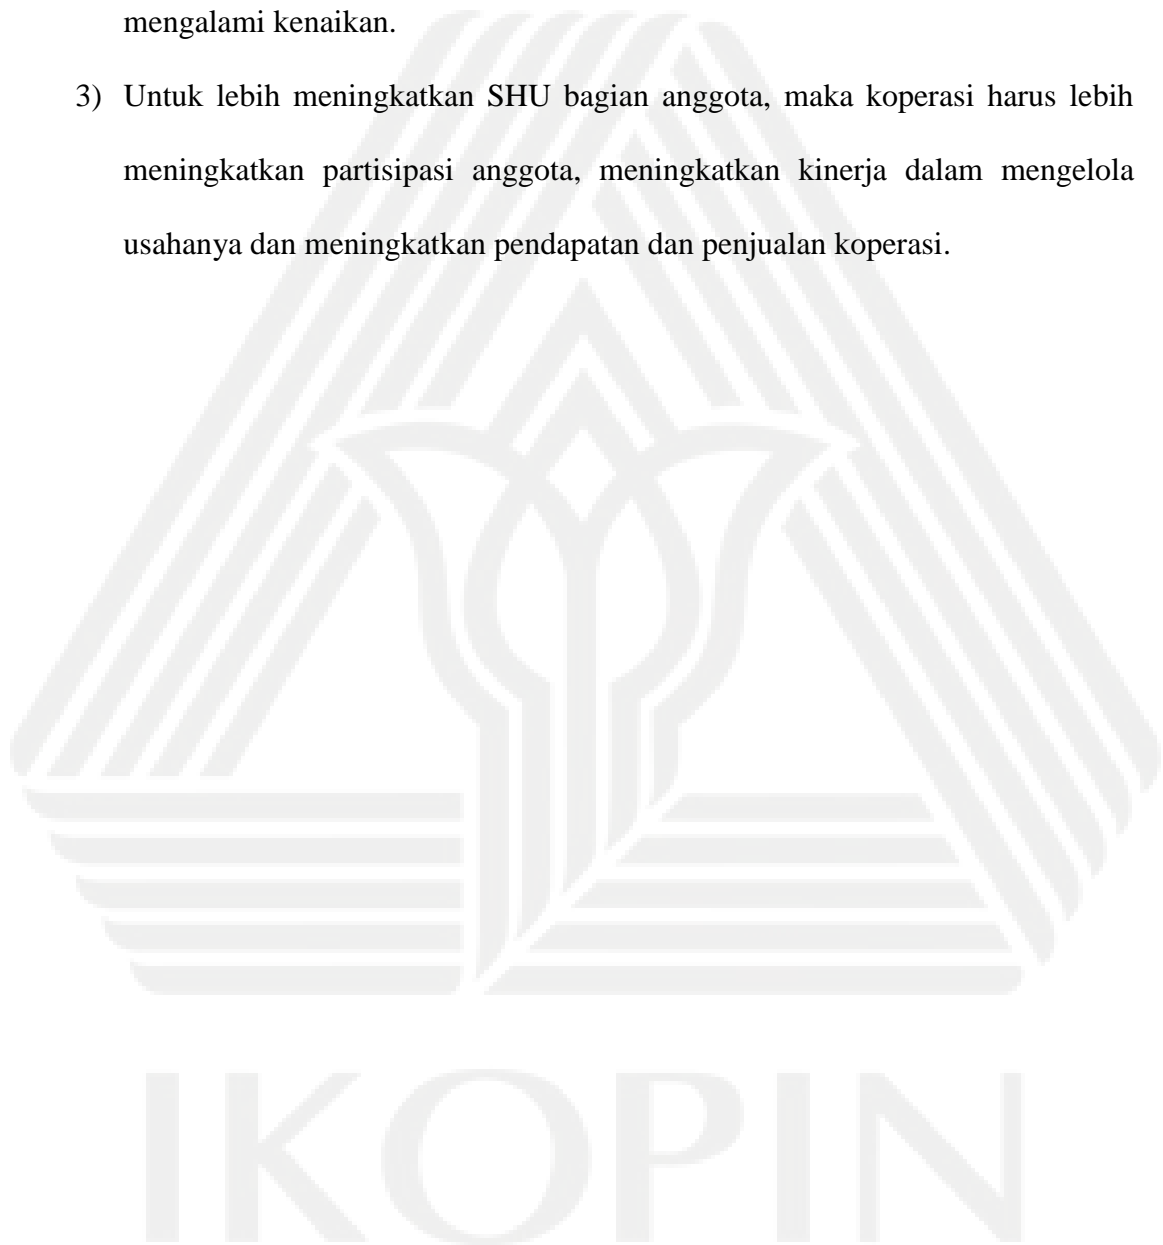 mengalami kenaikan.
3) Untuk lebih meningkatkan SHU bagian anggota, maka koperasi harus lebih
meningkatkan partisipasi anggota, meningkatkan kinerja dalam mengelola
usahanya dan meningkatkan pendapatan dan penjualan koperasi.
IKOPIN